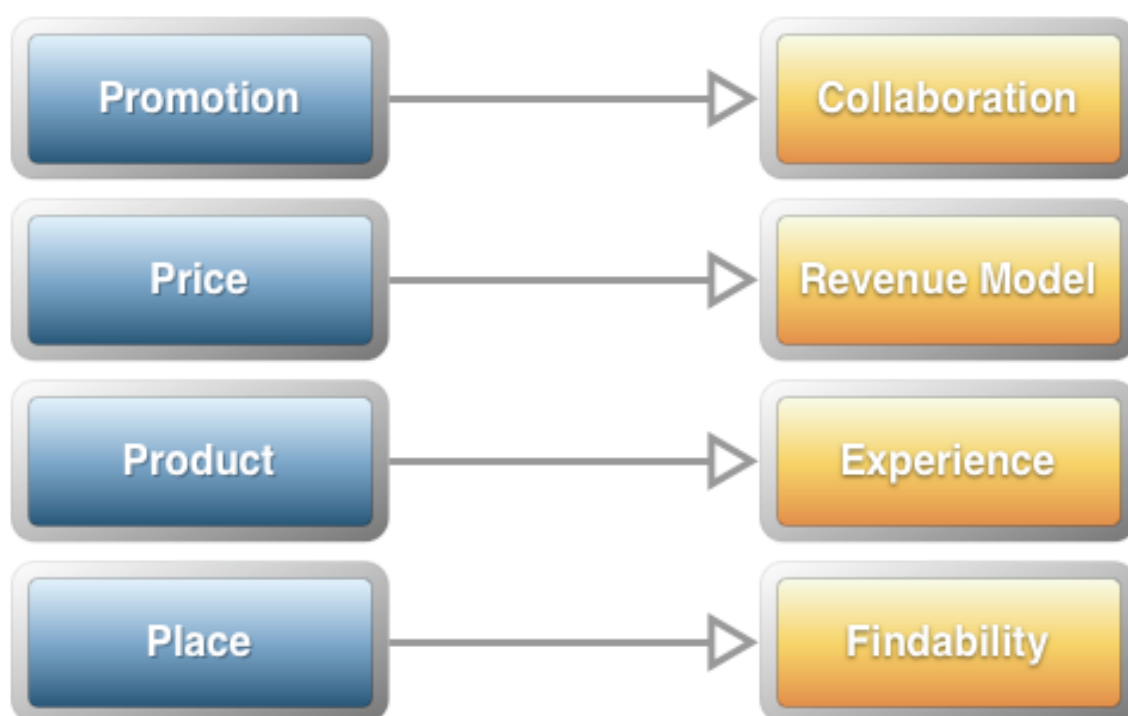 Promotion
Collaboration
Price
Revenue Model
Product
Experience
Place
Findability